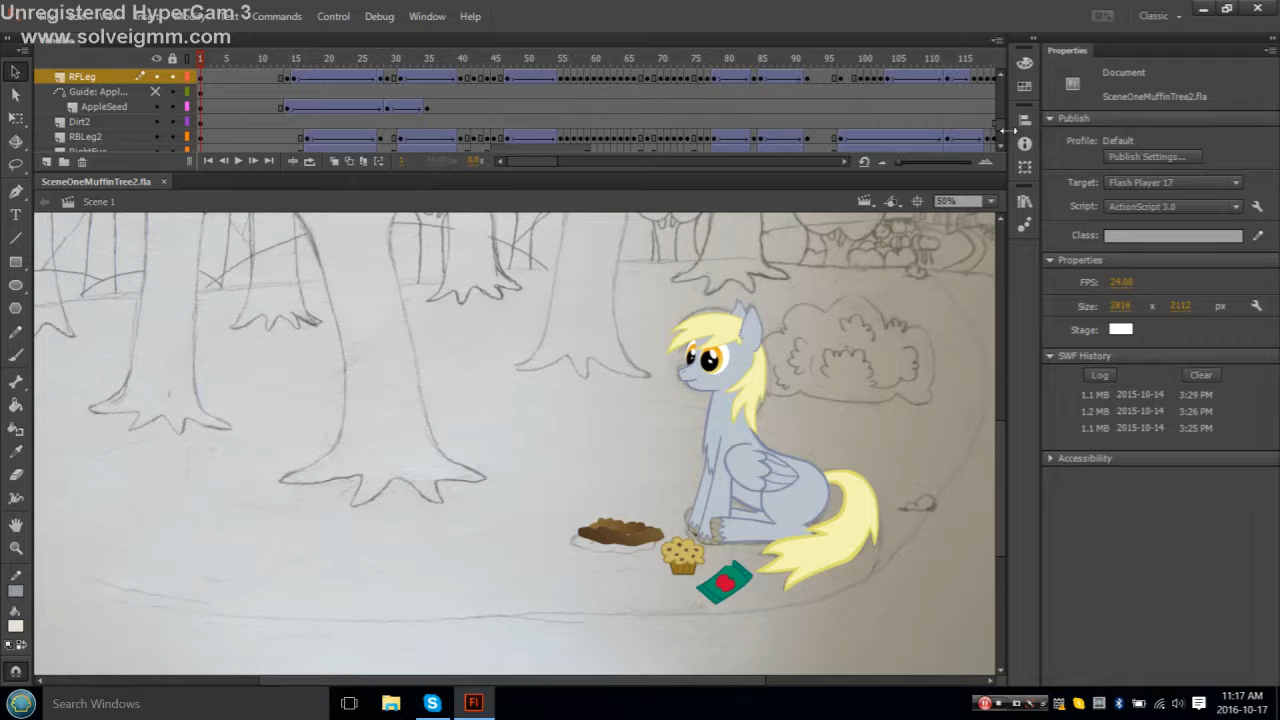 Unregistered HyperCam 3
Commands Control Debug Window Help
Classic
www.solveigmm.com
1 5 10 15 20 25 30 35 40 45 50 55 60 65 70 75 80 85 90 95 100 105 110 115
Properties
RFLeg
Guide: Appl...
AppleSeed
Dirt2
RBLeg2
Document
SceneOneMuffinTree2.fla
Publish
Profile: Default
Publish Settings...
Target: Flash Player 17
Script: ActionScript 3.0
Class:
SceneOneMuffinTree2.fla ×
Scene 1
50%
Properties
FPS: 24.00
Size: 2816 x 2112 px
Stage:
SWF History
Log Clear
1.1 MB 2015-10-14 3:29 PM
1.2 MB 2015-10-14 3:26 PM
1.1 MB 2015-10-14 3:25 PM
Accessibility
Search Windows
Fl
11:17 AM
2016-10-17